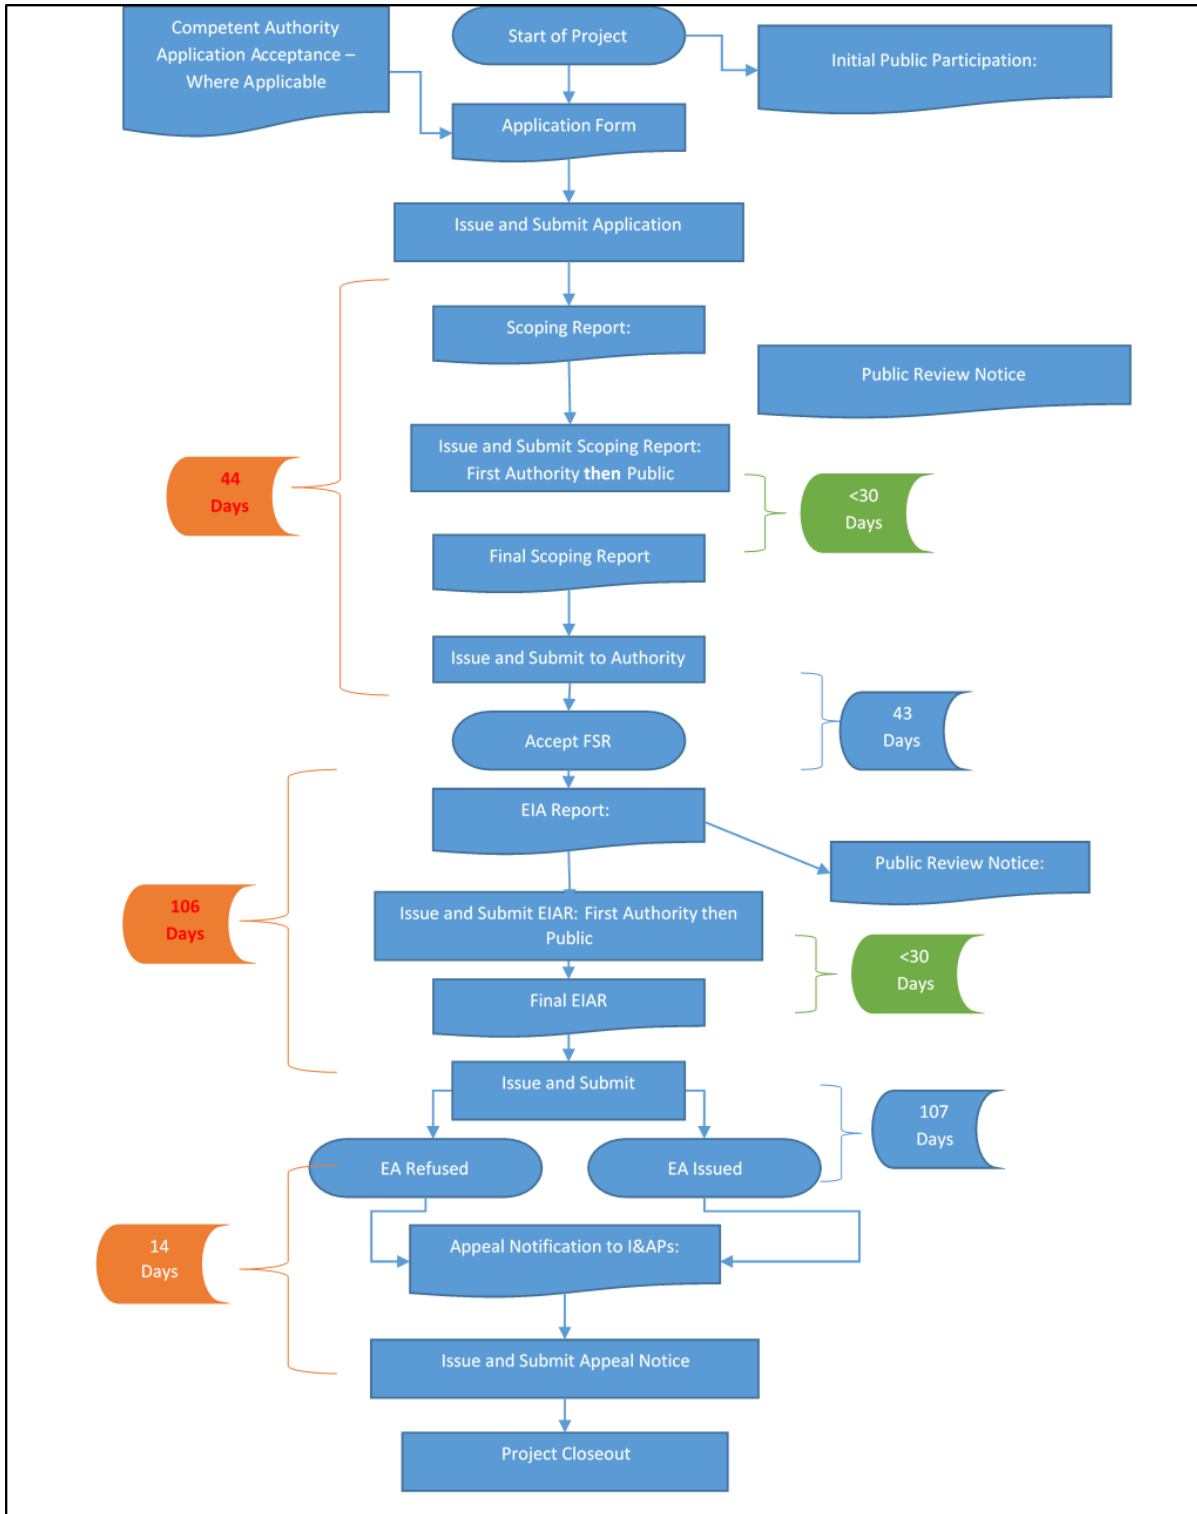 Competent Authority
Application Acceptance –
Where Applicable
Start of Project
Initial Public Participation:
Application Form
Issue and Submit Application
Scoping Report:
Public Review Notice
Issue and Submit Scoping Report:
First Authority then Public
44
Days
<30
Days
Final Scoping Report
Issue and Submit to Authority
43
Days
Accept FSR
EIA Report:
Public Review Notice:
106
Days
Issue and Submit EIAR: First Authority then
Public
<30
Days
Final EIAR
Issue and Submit
107
Days
EA Refused
EA Issued
14
Days
Appeal Notification to I&APs:
Issue and Submit Appeal Notice
Project Closeout